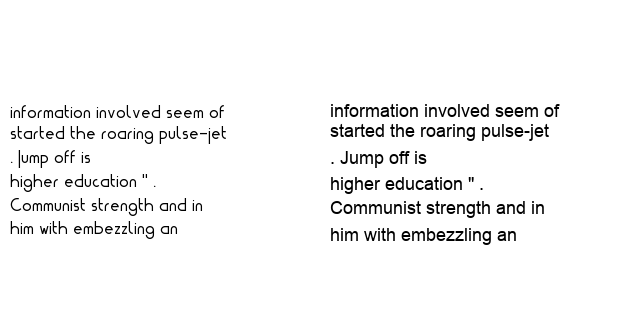 information involved seem of
started the roaring pulse-jet
. Jump off is
higher education " .
Communist strength and in
him with embezzling an
information involved seem of
started the roaring pulse-jet
. Jump off is
higher education " .
Communist strength and in
him with embezzling an